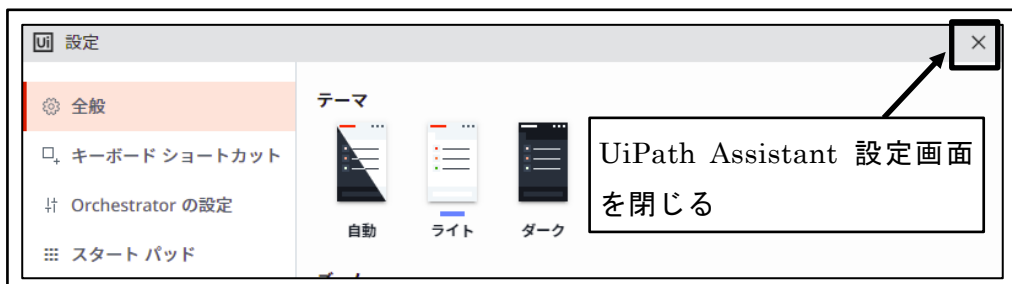 Ui 設定
全般
キーボード ショートカット
Orchestrator の設定
スタート パッド
テーマ
自動 ライト ダーク
UiPath Assistant 設定画面
を閉じる